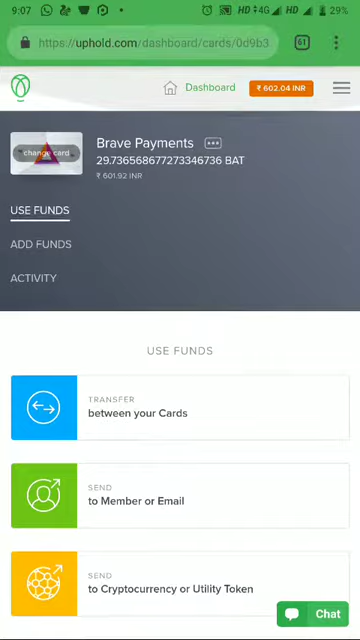 9:07
HD 4G HD 29%
https://uphold.com/dashboard/cards/0d9b3
61
Dashboard
₹ 602.04 INR
change card
Brave Payments
29.736568677273346736 BAT
₹ 601.92 INR
USE FUNDS
ADD FUNDS
ACTIVITY
USE FUNDS
TRANSFER
between your Cards
SEND
to Member or Email
SEND
to Cryptocurrency or Utility Token
Chat